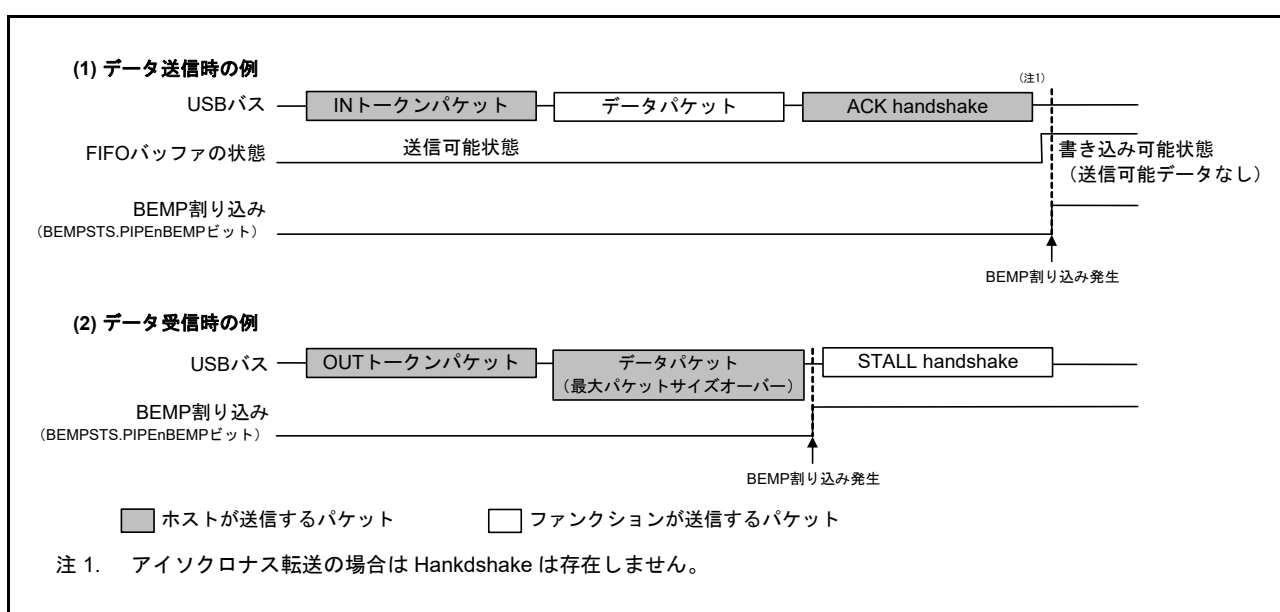 (1) データ送信時の例
(注1)
USBバス INトークンパケット データパケット ACK handshake
FIFOバッファの状態 送信可能状態 書き込み可能状態
（送信可能データなし）
BEMP割り込み
（BEMPSTS.PIPEnBEMPビット）
BEMP割り込み発生
(2) データ受信時の例
USBバス OUTトークンパケット データパケット STALL handshake
（最大パケットサイズオーバー）
BEMP割り込み
（BEMPSTS.PIPEnBEMPビット）
BEMP割り込み発生
ホストが送信するパケット ファンクションが送信するパケット
注 1. アイソクロナス転送の場合は Hankdshake は存在しません。